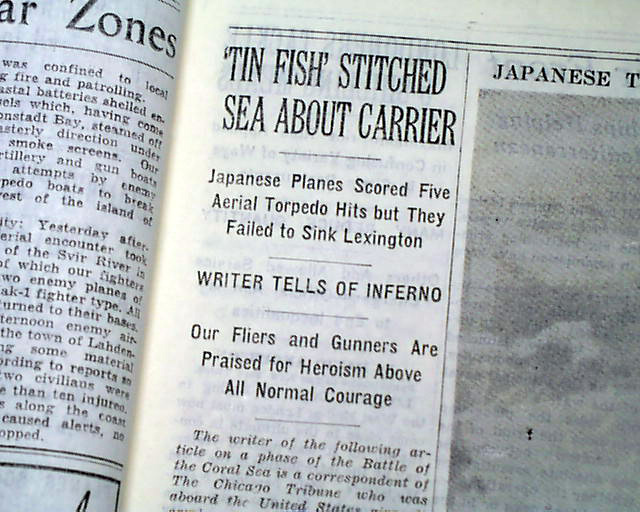 ar Zones
was confined to local
g fire and patrolling.
astal batteries shelled en-
els which, having come
onstadt Bay, steamed off
asterly direction under
smoke screens. Our
rtillery and gun boats
attempts by enemy
rpedo boats to break
west of the island of
ity: Yesterday after-
erial encounter took
of the Svir River in
of which our fighters
two enemy planes of
ak-1 fighter type. All
turned to their bases.
ternoon enemy air-
the town of Lahden-
ng some material
ording to reports so
two civilians were
e than ten injured.
s along the coast
caused alerts, no
opped.
'TIN FISH' STITCHED
SEA ABOUT CARRIER
Japanese Planes Scored Five
Aerial Torpedo Hits but They
Failed to Sink Lexington
WRITER TELLS OF INFERNO
Our Fliers and Gunners Are
Praised for Heroism Above
All Normal Courage
The writer of the following ar-
ticle on a phase of the Battle of
the Coral Sea is a correspondent of
The Chicago Tribune who was
aboard the United States
JAPANESE T